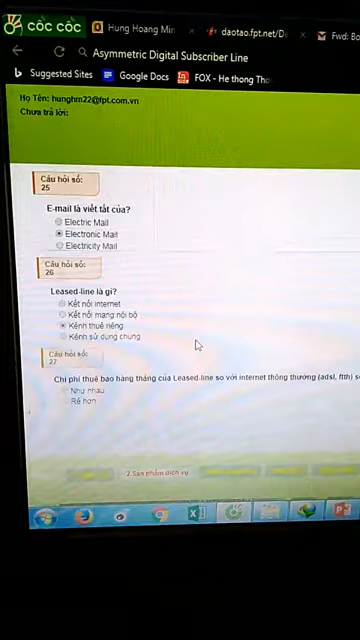 cốc cốc
Hung Hoang Min
daotao.fpt.net/De
Fwd: Bo
Asymmetric Digital Subscriber Line
Suggested Sites
Google Docs
FOX - He thong Tho
Họ Tên: hunghm22@fpt.com.vn
Chưa trả lời:
Câu hỏi số:
25
E-mail là viết tắt của?
Electric Mail
Electronic Mail
Electricity Mail
Câu hỏi số:
26
Leased-line là gì?
Kết nối internet
Kết nối mạng nội bộ
Kênh thuê riêng
Kênh sử dụng chung
Câu hỏi số:
27
Chi phí thuê bao hàng tháng của Leased-line so với internet thông thường (adsl, ftth)
Như nhau
Rẻ hơn
2.Sản phẩm dịch vụ